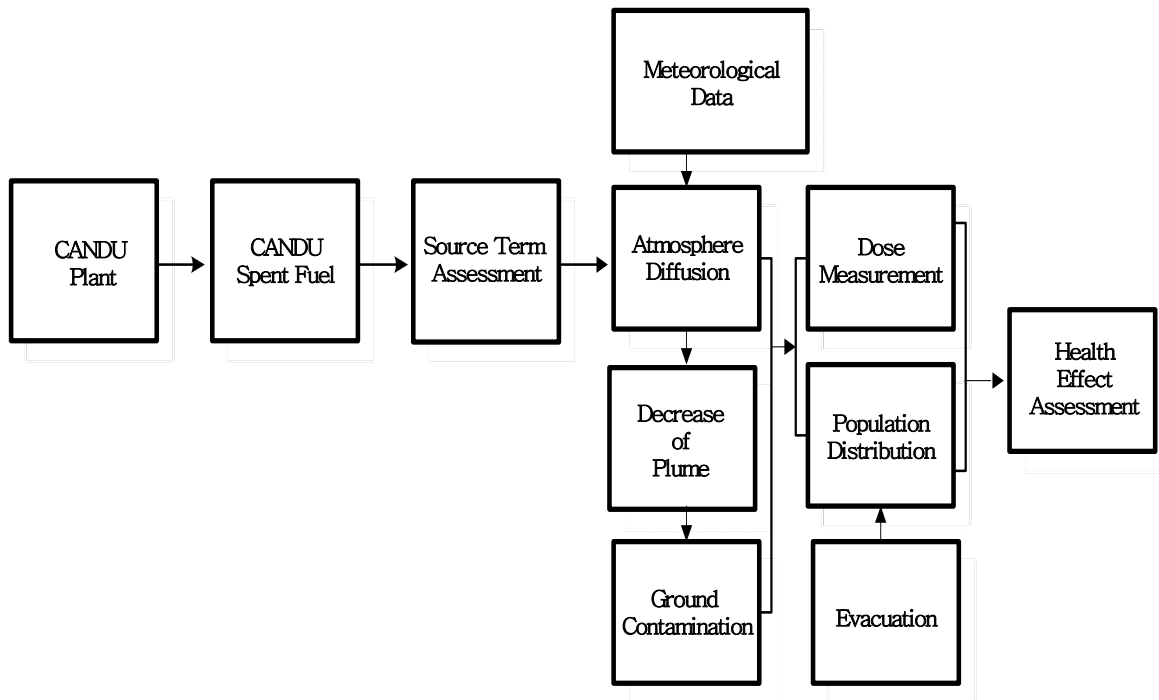 Meteorological
Data
CANDU
Plant
CANDU
Spent Fuel
Source Term
Assessment
Atmosphere
Diffusion
Dose
Measurement
Decrease
of
Plume
Population
Distribution
Health
Effect
Assessment
Ground
Contamination
Evacuation